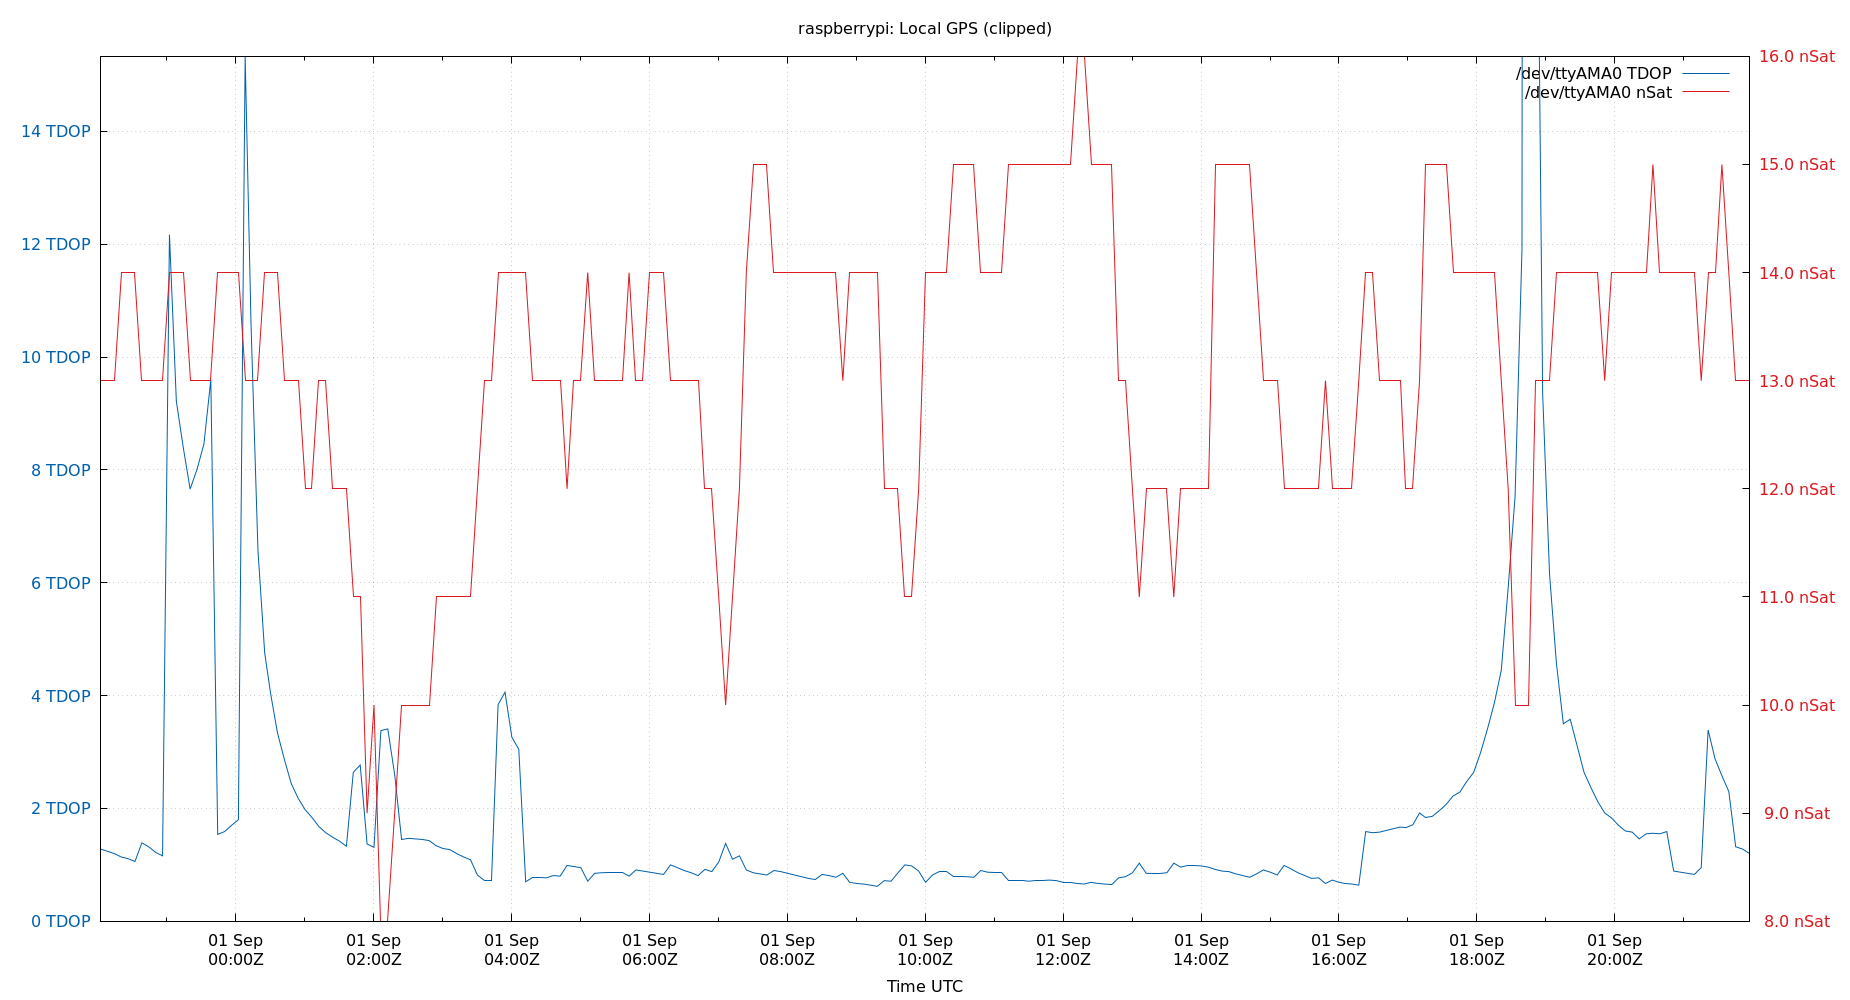 raspberrypi: Local GPS (clipped)
16.0 nSat
/dev/ttyAMA0 TDOP
/dev/ttyAMA0 nSat
14 TDOP
15.0 nSat
12 TDOP
14.0 nSat
10 TDOP
13.0 nSat
8 TDOP
12.0 nSat
6 TDOP
11.0 nSat
4 TDOP
10.0 nSat
2 TDOP
9.0 nSat
0 TDOP
8.0 nSat
01 Sep 01 Sep 01 Sep 01 Sep 01 Sep 01 Sep 01 Sep 01 Sep 01 Sep 01 Sep 01 Sep
00:00Z 02:00Z 04:00Z 06:00Z 08:00Z 10:00Z 12:00Z 14:00Z 16:00Z 18:00Z 20:00Z
Time UTC